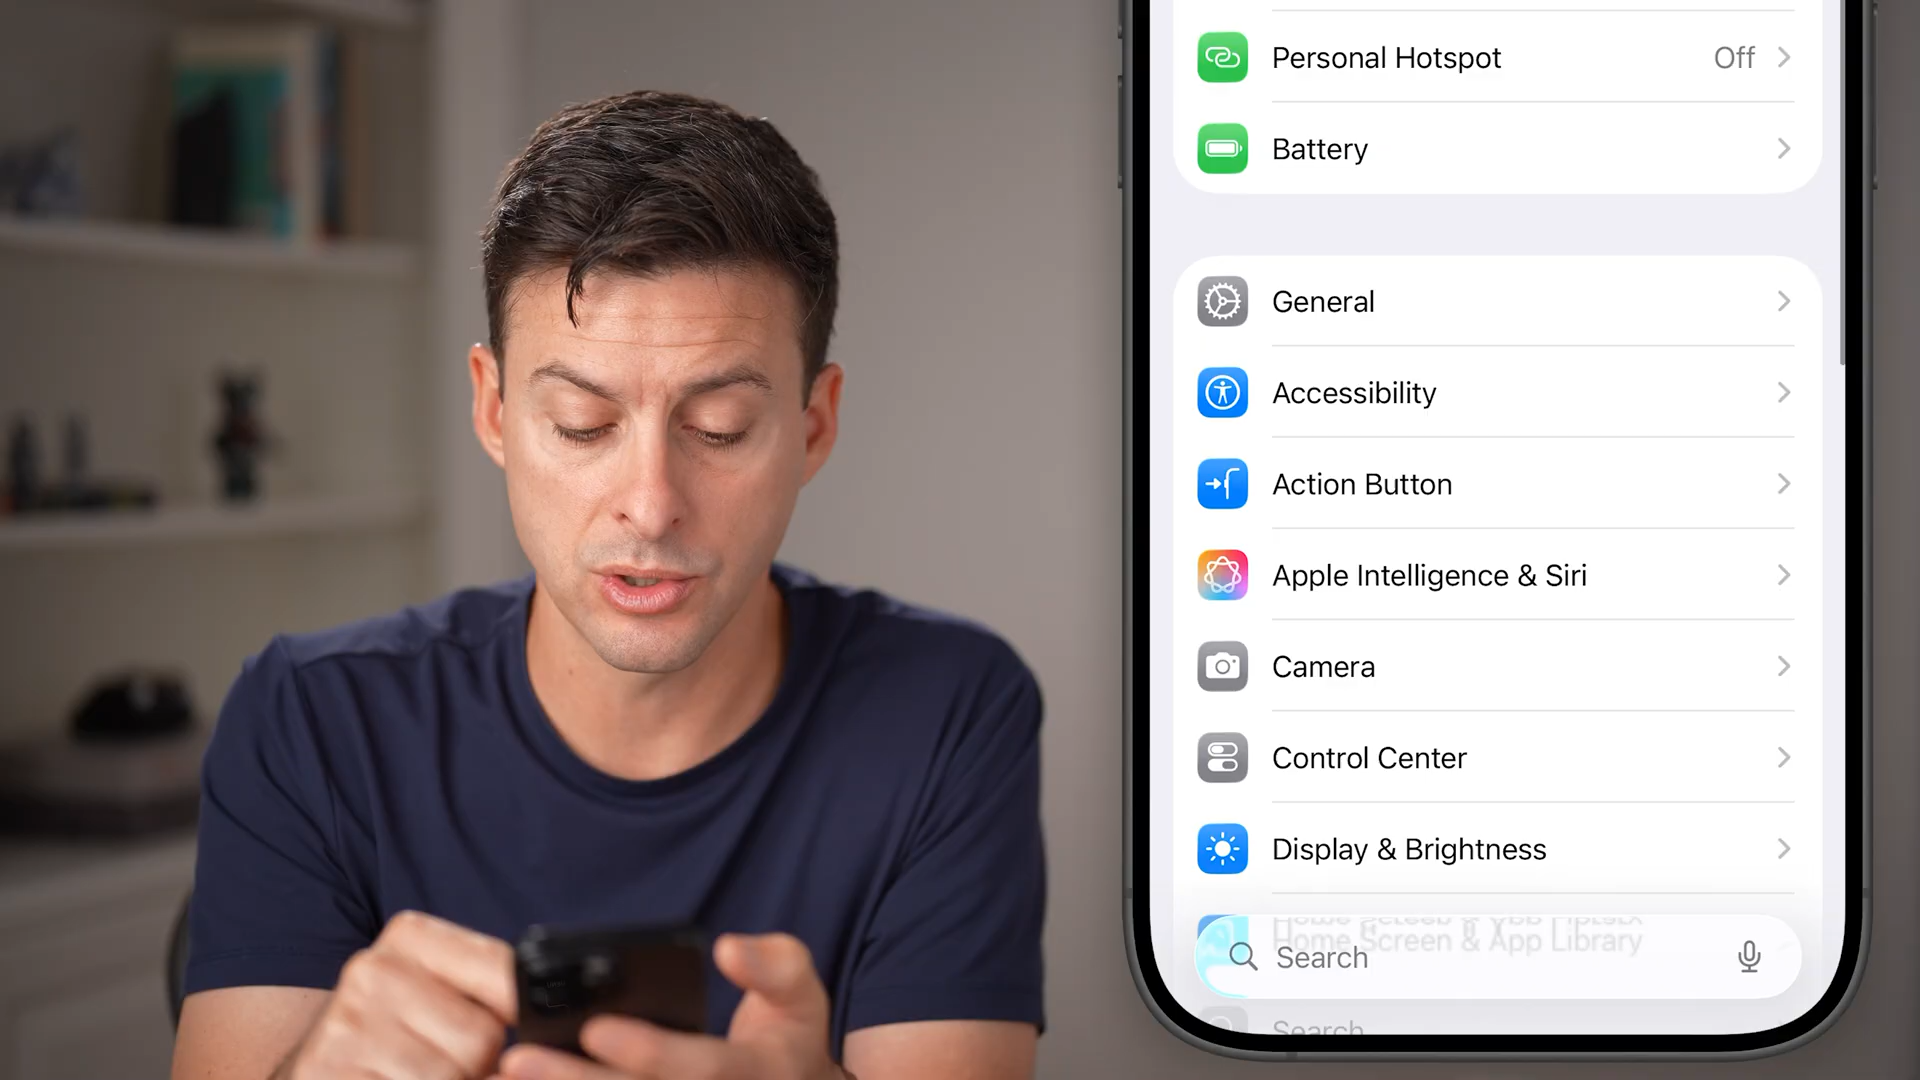 Personal Hotspot Off
Battery
General
Accessibility
Action Button
Apple Intelligence & Siri
Camera
Control Center
Display & Brightness
Home Screen & App Library
Search
Search